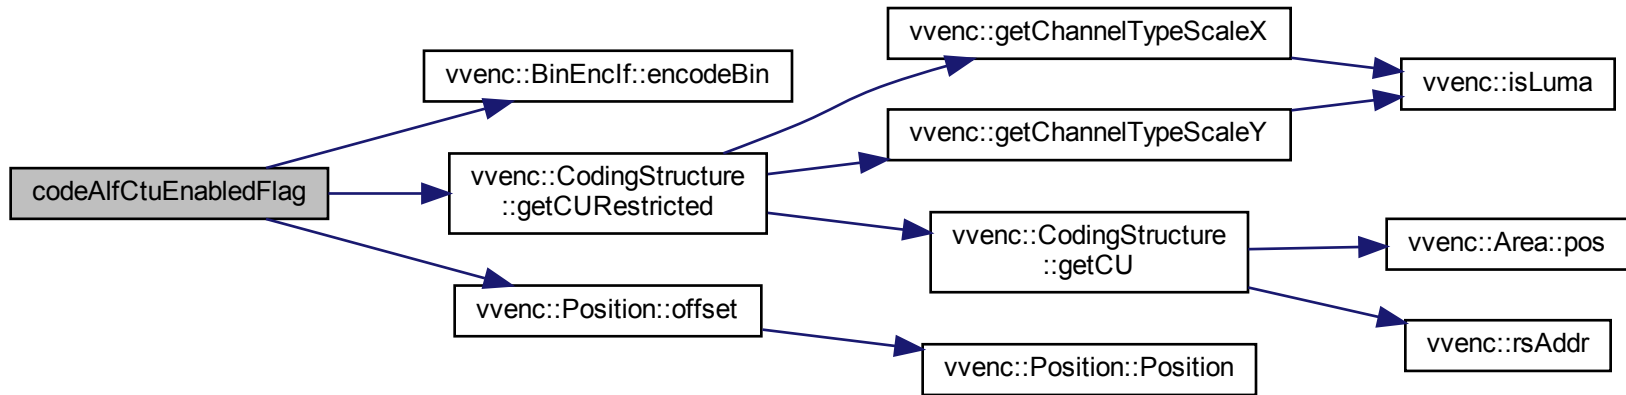 codeAlfCtuEnabledFlag
vvenc::BinEncIf::encodeBin
vvenc::CodingStructure
::getCURestricted
vvenc::Position::offset
vvenc::getChannelTypeScaleX
vvenc::getChannelTypeScaleY
vvenc::CodingStructure
::getCU
vvenc::Position::Position
vvenc::isLuma
vvenc::Area::pos
vvenc::rsAddr